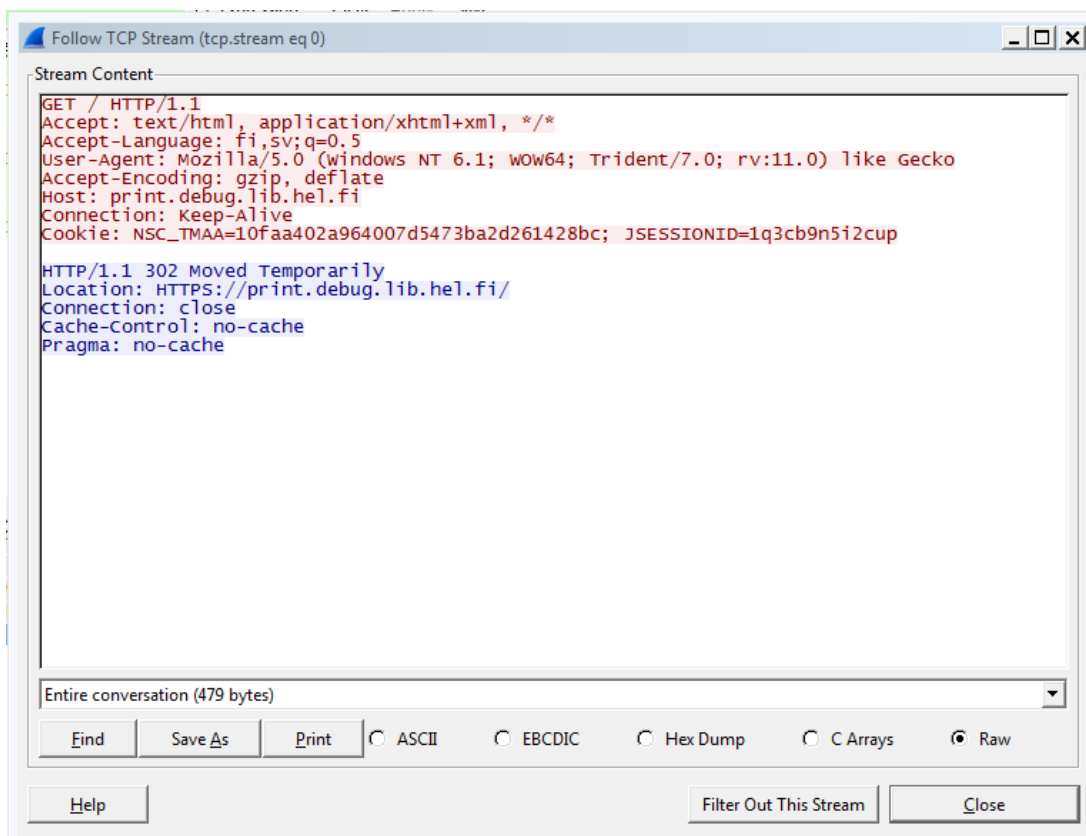 Follow TCP Stream (tcp.stream eq 0)
Stream Content
GET / HTTP/1.1
Accept: text/html, application/xhtml+xml, */*
Accept-Language: fi,sv;q=0.5
User-Agent: Mozilla/5.0 (Windows NT 6.1; WOW64; Trident/7.0; rv:11.0) like Gecko
Accept-Encoding: gzip, deflate
Host: print.debug.lib.hel.fi
Connection: Keep-Alive
Cookie: NSC_TMAA=10faa402a964007d5473ba2d261428bc; JSESSIONID=1q3cb9n5i2cup
HTTP/1.1 302 Moved Temporarily
Location: HTTPS://print.debug.lib.hel.fi/
Connection: close
Cache-Control: no-cache
Pragma: no-cache
Entire conversation (479 bytes)
Find Save As Print ASCII EBCDIC Hex Dump C Arrays Raw
Help Filter Out This Stream Close